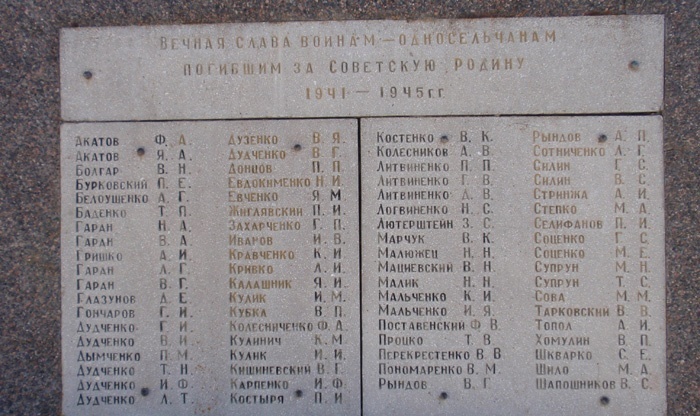 Вечная слава воинам — односельчанам
погибшим за Советскую Родину
1941 — 1945 г.г.
Акатов Ф. А.
Акатов Я. А.
Болгар В. Н.
Бурковский П. Е.
Белоушенко А. Г.
Баденко Т. П.
Гаран Н. А.
Гаран В. А.
Гришко А. И.
Гаран Л. Г.
Гаран В. Г.
Глазунов Д. Е.
Гончаров Г. И.
Дудченко Г. И.
Дудченко В. И.
Дымченко П. М.
Дудченко Т. Н.
Дудченко И. Ф.
Дудченко Л. Т.
Дузенко В. Я.
Дудченко В. Г.
Донцов П. П.
Евдокименко Н. И.
Евченко Я. М.
Жиглявский П. И.
Захарченко Г. П.
Иваров И. В.
Кравченко К. И.
Кривко Л. И.
Калашник Я. И.
Кулик И. М.
Кубка В. П.
Колесниченко Ф. А.
Кулинич К. М.
Кулик И. И.
Кишиневский В. Г.
Карпенко И. Ф.
Костыря П. И.
Костенко В. К.
Колесников А. В.
Литвиненко П. П.
Литвиненко Г. В.
Литвиненко Д. В.
Логвиненко Н. С.
Лютерштейн З. С.
Марчук В. К.
Малюжец Н. Н.
Мациевский В. Н.
Малик Н. Н.
Мальченко К. И.
Мальченко И. Я.
Поставенский Ф. В.
Прошко Т. В.
Перекрестенко В. В.
Пономаренко В. М.
Рындов В. Г.
Рындов А. П.
Сотниченко Л. Г.
Силин Г. С.
Силин В. С.
Стрижка А. И.
Степко М. А.
Селифанов П. И.
Соценко Г. С.
Соценко М. Е.
Супрун М. Н.
Супрун Т. С.
Сова М. М.
Тарковский В. В.
Топол А. И.
Хомулин В. П.
Шкварко С. Е.
Шило М. А.
Шапошников В. С.